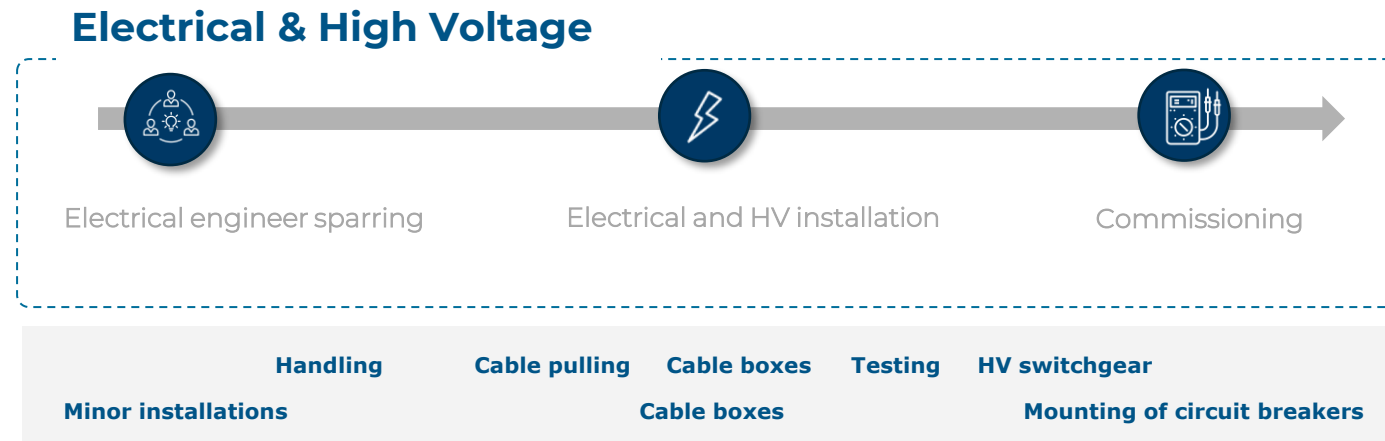 Electrical & High Voltage
Electrical engineer sparring
Electrical and HV installation
Commissioning
Handling Cable pulling Cable boxes Testing HV switchgear
Minor installations Cable boxes Mounting of circuit breakers